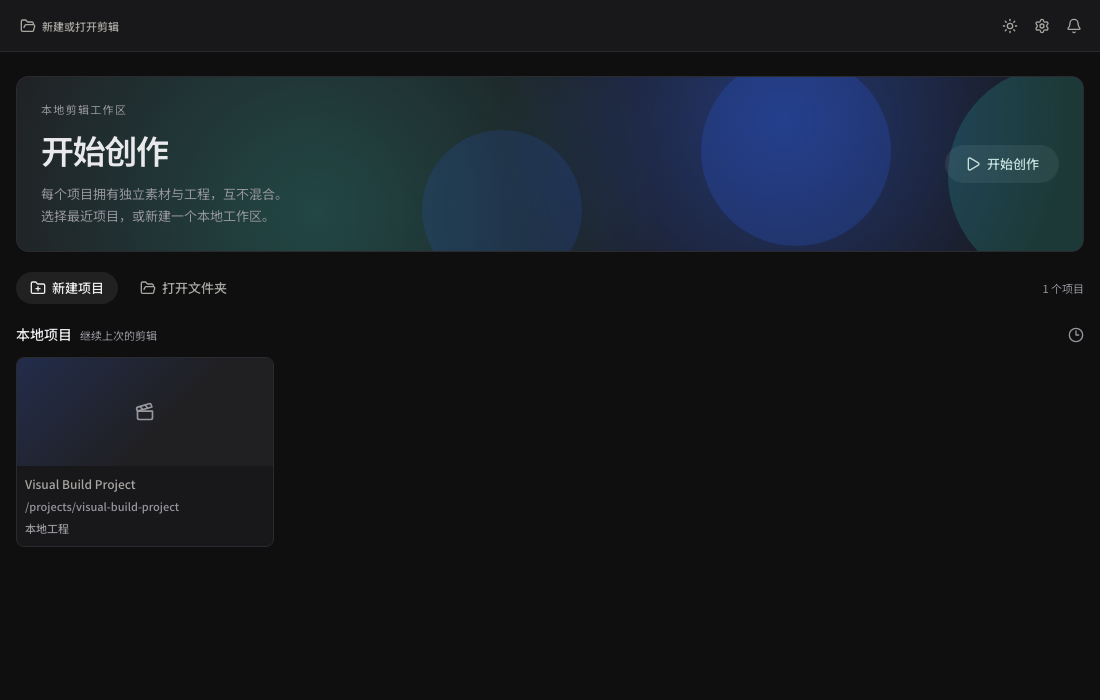 新建或打开剪辑
本地剪辑工作区
开始创作
每个项目拥有独立素材与工程，互不混合。
选择最近项目，或新建一个本地工作区。
开始创作
新建项目
打开文件夹
1 个项目
本地项目
继续上次的剪辑
Visual Build Project
/projects/visual-build-project
本地工程